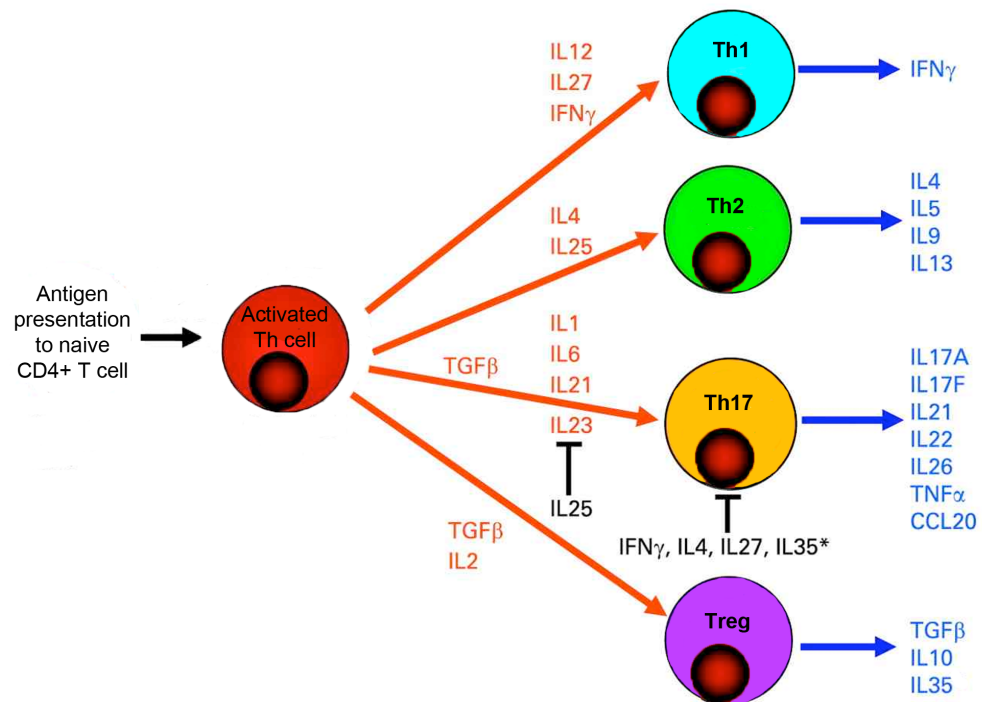 Antigen
presentation
to naive
CD4+ T cell
Activated
Th cell
IL12
IL27
IFNγ
Th1
IFNγ
IL4
IL25
Th2
IL4
IL5
IL9
IL13
TGFβ
IL1
IL6
IL21
IL23
IL25
Th17
IFNγ, IL4, IL27, IL35*
IL17A
IL17F
IL21
IL22
IL26
TNFα
CCL20
TGFβ
IL2
Treg
TGFβ
IL10
IL35